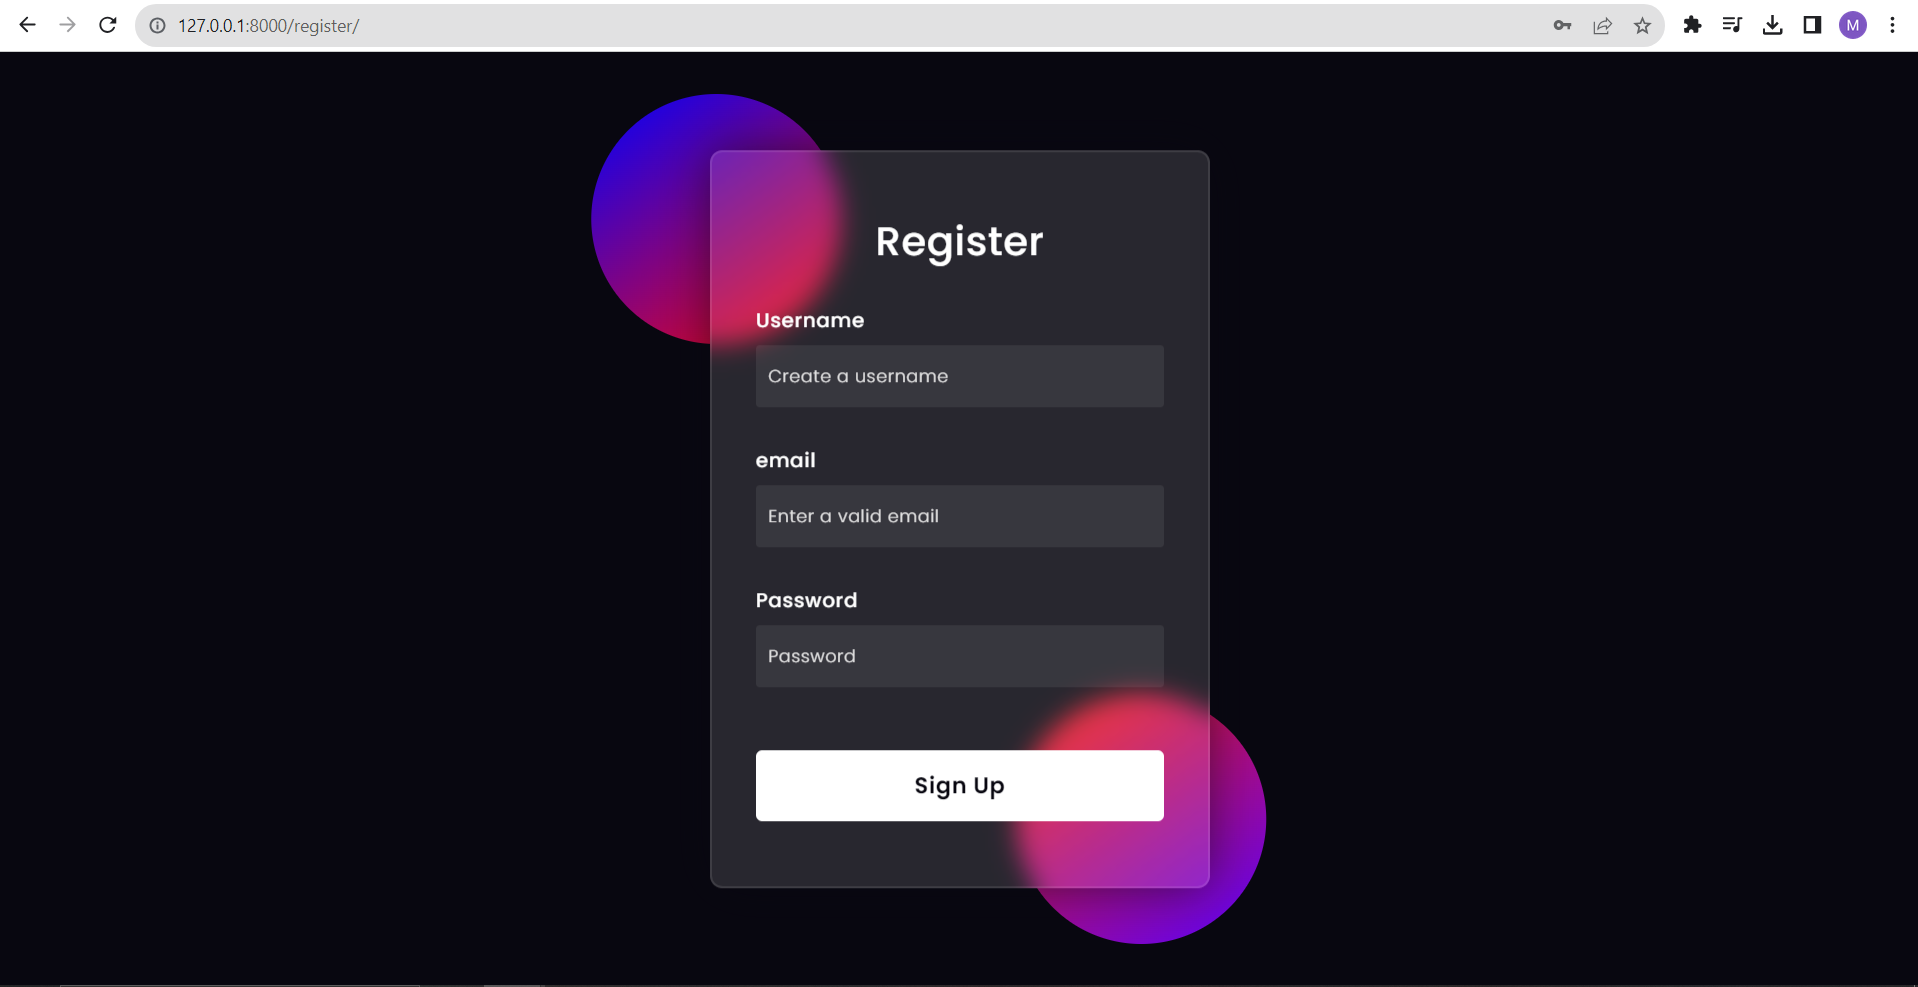 127.0.0.1:8000/register/
M
Register
Username
Create a username
email
Enter a valid email
Password
Password
Sign Up